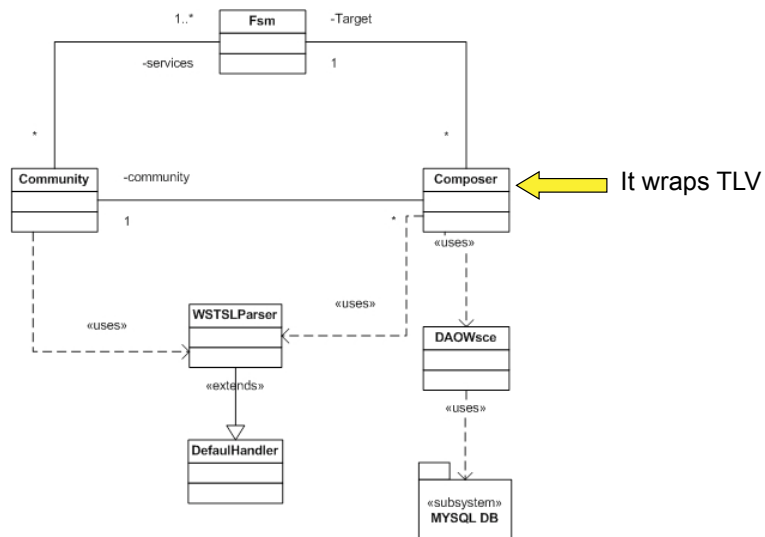 1..*
Fsm
-Target
-services
1
*
*
Community
-community
Composer
It wraps TLV
1
*
«uses»
WSTSLParser
«uses»
«uses»
DAOWsce
«extends»
«uses»
DefaulHandler
«subsystem»
MYSQL DB